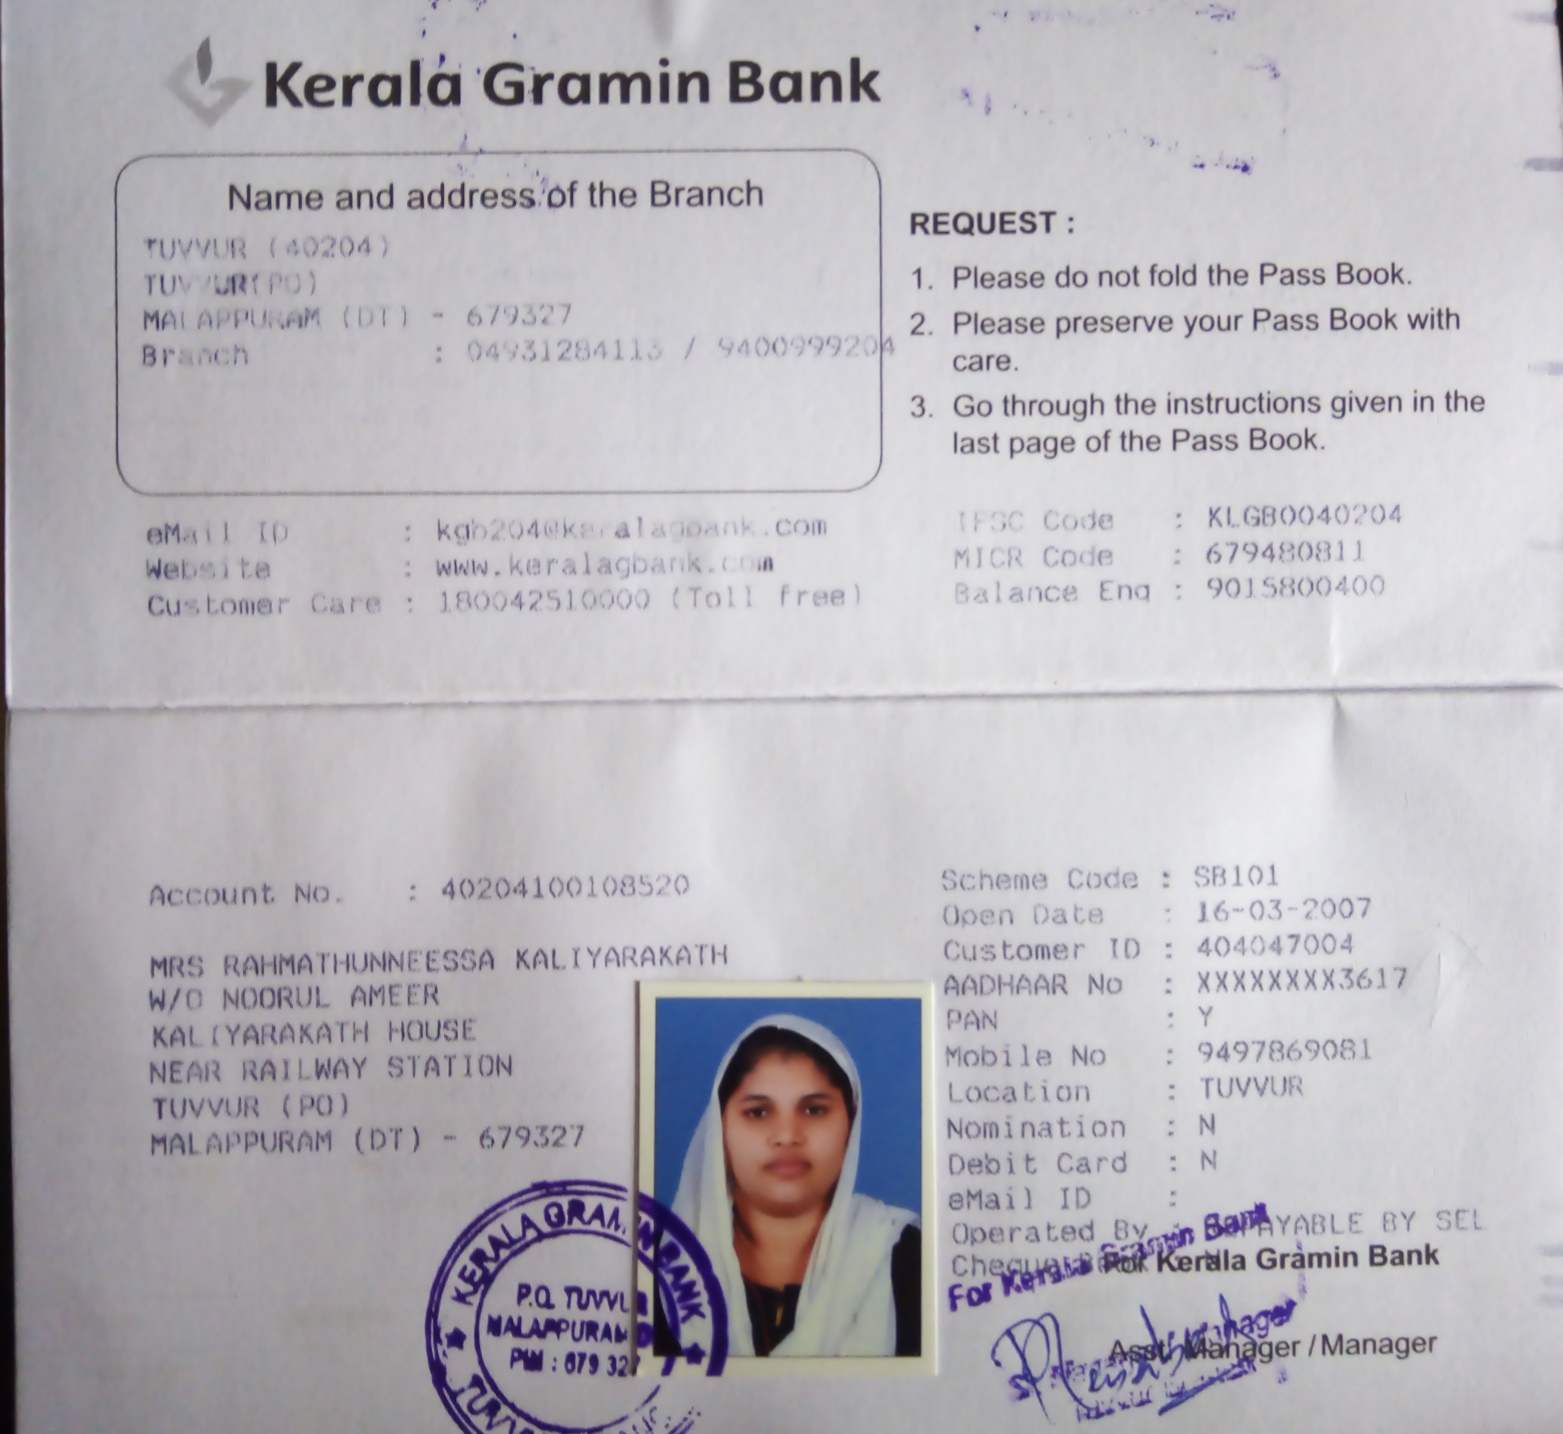 Kerala Gramin Bank
Name and address of the Branch
TUVVUR (40204)
TUVVUR(PO)
MALAPPURAM (DT) - 679327
Branch : 04931284113 / 9400999204
REQUEST :
1. Please do not fold the Pass Book.
2. Please preserve your Pass Book with
care.
3. Go through the instructions given in the
last page of the Pass Book.
eMail ID : kgb204@keralagbank.com
Website : www.keralagbank.com
Customer Care : 180042510000 (Toll free)
IFSC Code : KLGB0040204
MICR Code : 679480811
Balance Enq : 9015800400
Account No. : 40204100108520
MRS RAHMATHUNNEESSA KALIYARAKATH
W/O NOORUL AMEER
KALIYARAKATH HOUSE
NEAR RAILWAY STATION
TUVVUR (PO)
MALAPPURAM (DT) - 679327
Scheme Code : SB101
Open Date : 16-03-2007
Customer ID : 404047004
AADHAAR No : XXXXXXXX3617
PAN : Y
Mobile No : 9497869081
Location : TUVVUR
Nomination : N
Debit Card : N
eMail ID :
Operated By : PAYABLE BY SEL
For Kerala Gramin Bank
For Kerala Gramin Bank
Asst. Manager / Manager
Manager
KERALA GRAMIN BANK
P.O. TUVVU
MALAPPURAM
PIN : 679 32